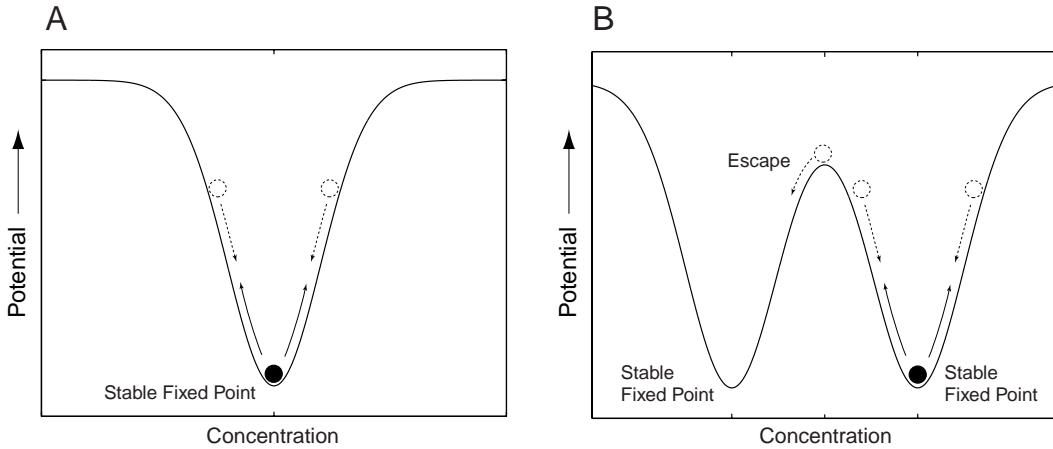 A
Potential
Stable Fixed Point
Concentration
B
Potential
Escape
Stable
Fixed Point
Stable
Fixed Point
Concentration